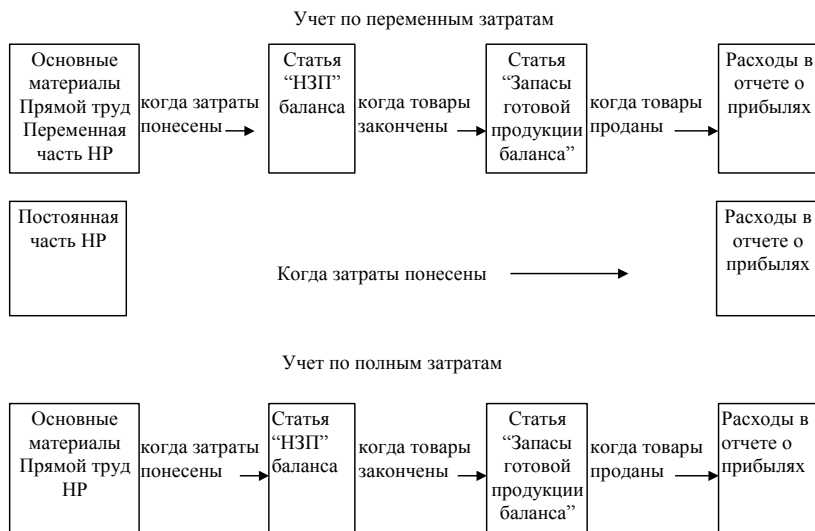 Учет по переменным затратам
Основные
материалы
Прямой труд
Переменная
часть НР
когда затраты
понесены
Статья
“НЗП”
баланса
когда товары
закончены
Статья
“Запасы
готовой
продукции
баланса”
когда товары
проданы
Расходы в
отчете о
прибылях
Постоянная
часть НР
Когда затраты понесены
Расходы в
отчете о
прибылях
Учет по полным затратам
Основные
материалы
Прямой труд
НР
когда затраты
понесены
Статья
“НЗП”
баланса
когда товары
закончены
Статья
“Запасы
готовой
продукции
баланса”
когда товары
проданы
Расходы в
отчете о
прибылях